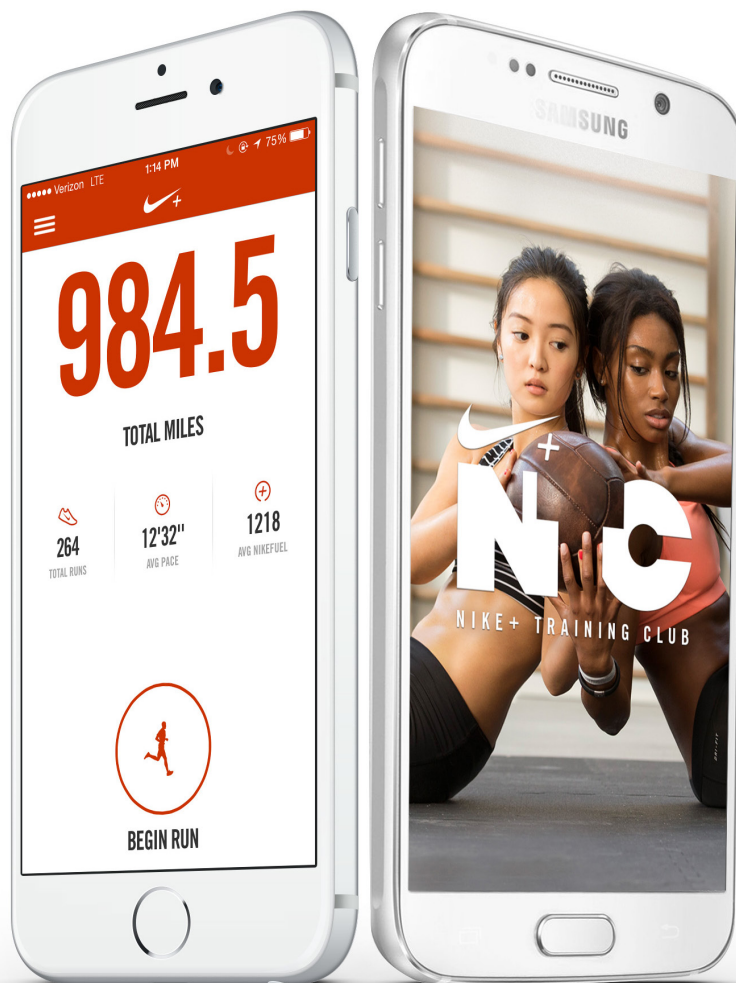 Verizon LTE
1:14 PM
75%
984.5
TOTAL MILES
264
TOTAL RUNS
12'32"
AVG PACE
1218
AVG NIKEFUEL
BEGIN RUN
SAMSUNG
+
NTC
NIKE+ TRAINING CLUB